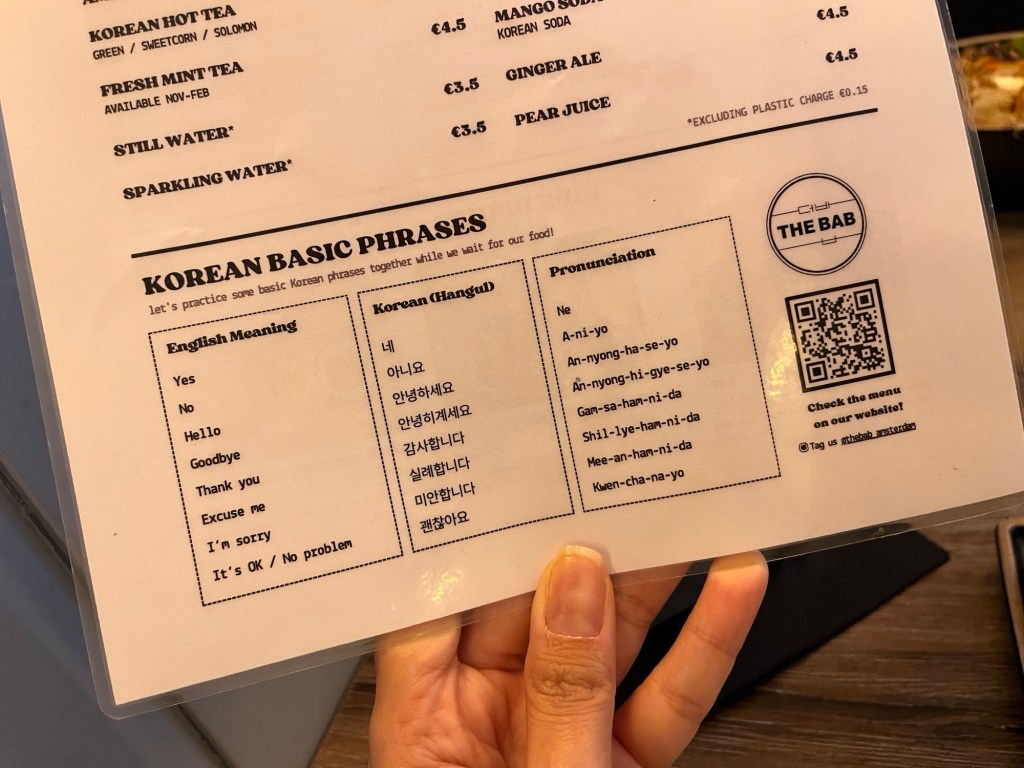 KOREAN HOT TEA
GREEN / SWEETCORN / SOLOMON
FRESH MINT TEA €4.5
AVAILABLE NOV-FEB
STILL WATER* €3.5
SPARKLING WATER* €3.5
MANGO SODA
KOREAN SODA
GINGER ALE €4.5
PEAR JUICE €4.5
*EXCLUDING PLASTIC CHARGE €0.15
KOREAN BASIC PHRASES
let's practice some basic Korean phrases together while we wait for our food!
English Meaning
Yes
No
Hello
Goodbye
Thank you
Excuse me
I'm sorry
It's OK / No problem
Korean (Hangul)
네
아니요
안녕하세요
안녕히계세요
감사합니다
실례합니다
미안합니다
괜찮아요
Pronunciation
Ne
A-ni-yo
An-nyong-ha-se-yo
An-nyong-hi-gye-se-yo
Gam-sa-ham-ni-da
Shil-lye-ham-ni-da
Mee-an-ham-ni-da
Kwen-cha-na-yo
더밥
THE BAB
Check the menu
on our website!
Tag us @thebab_amsterdam